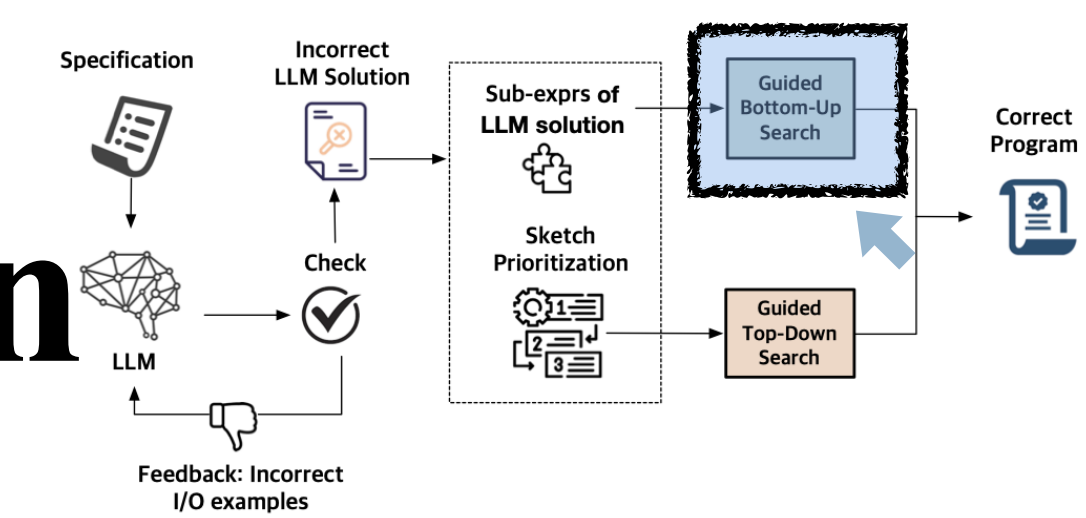 Specification
Incorrect
LLM Solution
Sub-exprs of
LLM solution
Guided
Bottom-Up
Search
Correct
Program
n
LLM
Check
Sketch
Prioritization
1
2
3
Guided
Top-Down
Search
Feedback: Incorrect
I/O examples